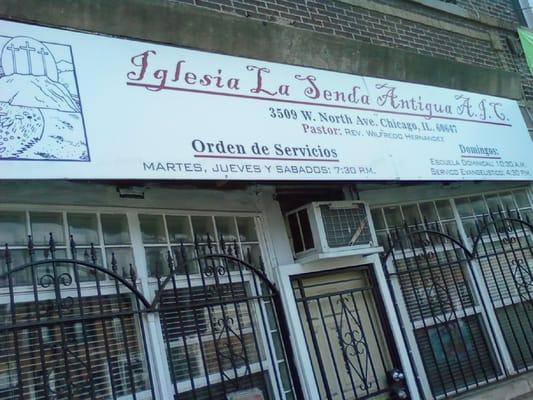 Iglesia La Senda Antigua A.J.C.
3509 W. North Ave. Chicago, IL. 60647
Pastor: Rev. Wilfredo Hernandez
Orden de Servicios
Martes, Jueves y Sabados: 7:30 p.m.
Domingos:
Escuela Dominical: 10:30 a.m.
Servico Evangelistico: 4:30 p.m.